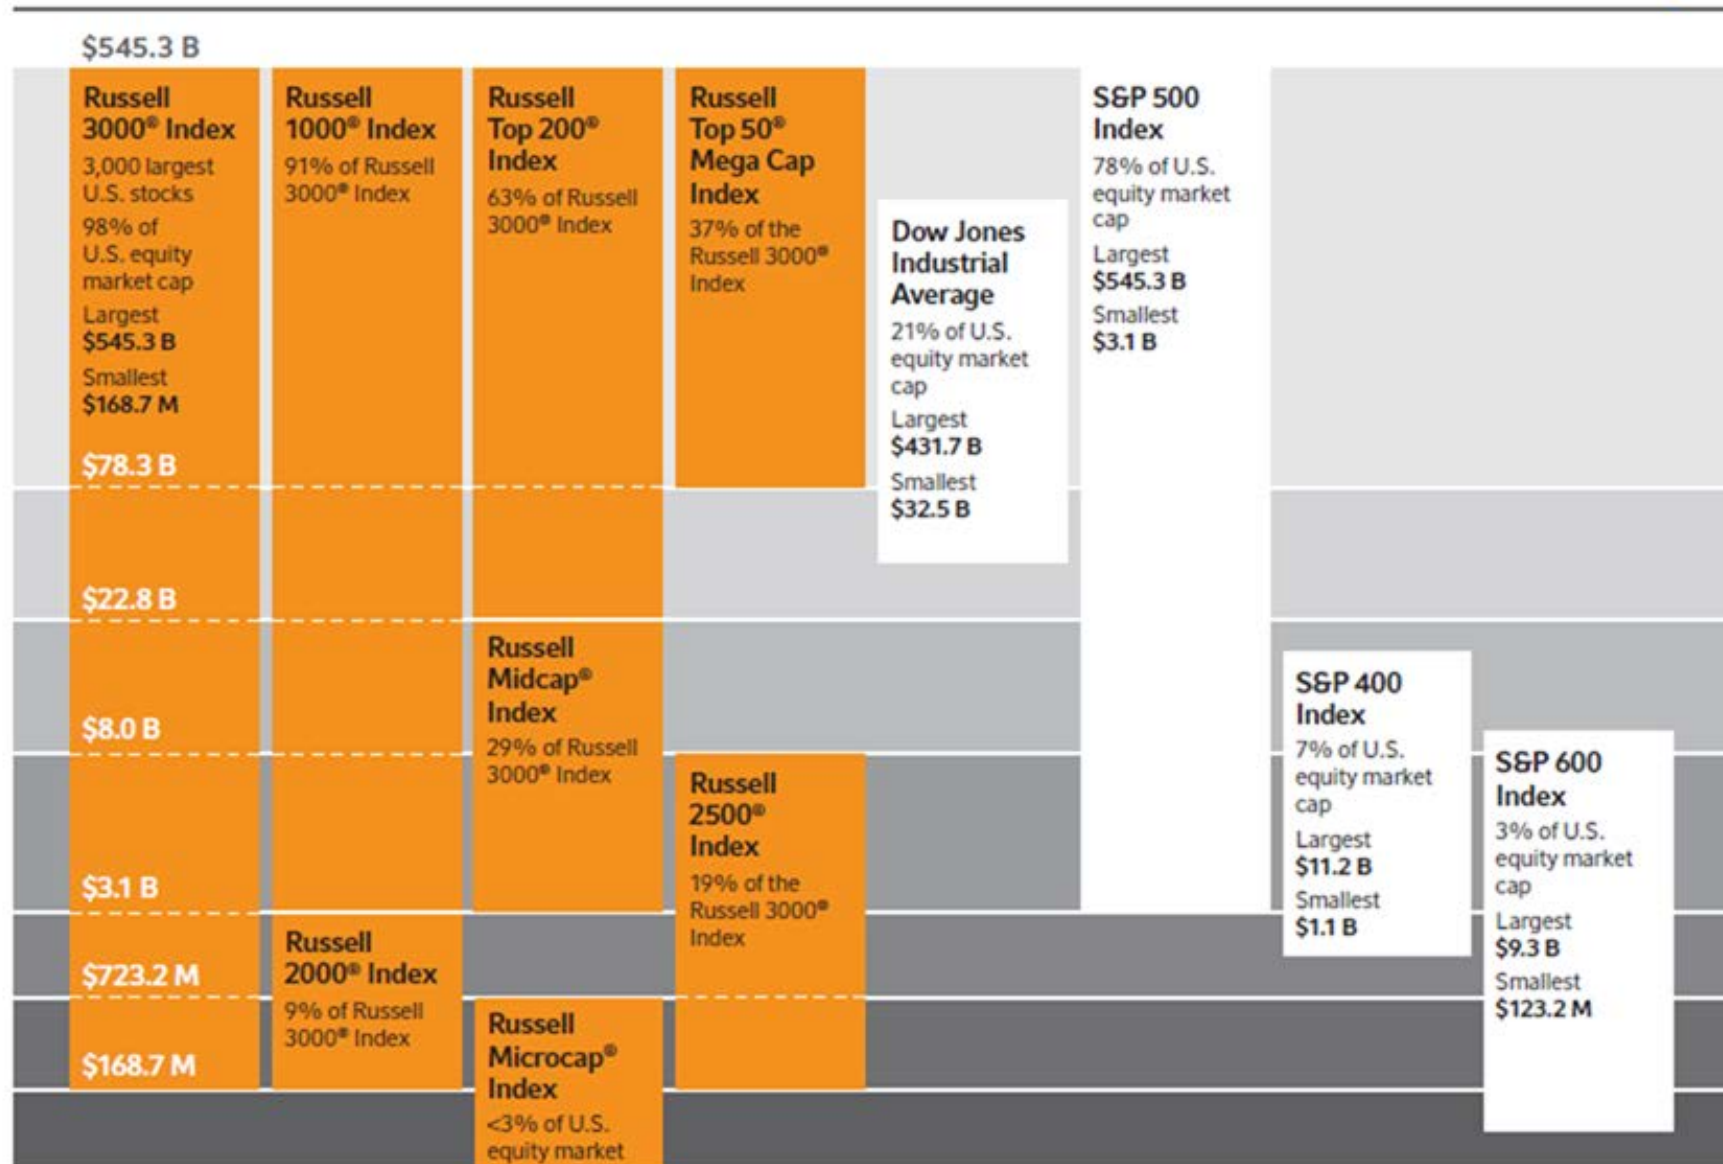 $545.3 B
Russell
3000® Index
3,000 largest
U.S. stocks
98% of
U.S. equity
market cap
Largest
$545.3 B
Smallest
$168.7 M
$78.3 B
$22.8 B
$8.0 B
$3.1 B
$723.2 M
$168.7 M
Russell
1000® Index
91% of Russell
3000® Index
Russell
2000® Index
9% of Russell
3000® Index
Russell
Top 200®
Index
63% of Russell
3000® Index
Russell
Midcap®
Index
29% of Russell
3000® Index
Russell
Microcap®
Index
<3% of U.S.
equity market
Russell
Top 50®
Mega Cap
Index
37% of the
Russell 3000®
Index
Russell
2500®
Index
19% of the
Russell 3000®
Index
Dow Jones
Industrial
Average
21% of U.S.
equity market
cap
Largest
$431.7 B
Smallest
$32.5 B
S&P 500
Index
78% of U.S.
equity market
cap
Largest
$545.3 B
Smallest
$3.1 B
S&P 400
Index
7% of U.S.
equity market
cap
Largest
$11.2 B
Smallest
$1.1 B
S&P 600
Index
3% of U.S.
equity market
cap
Largest
$9.3 B
Smallest
$123.2 M